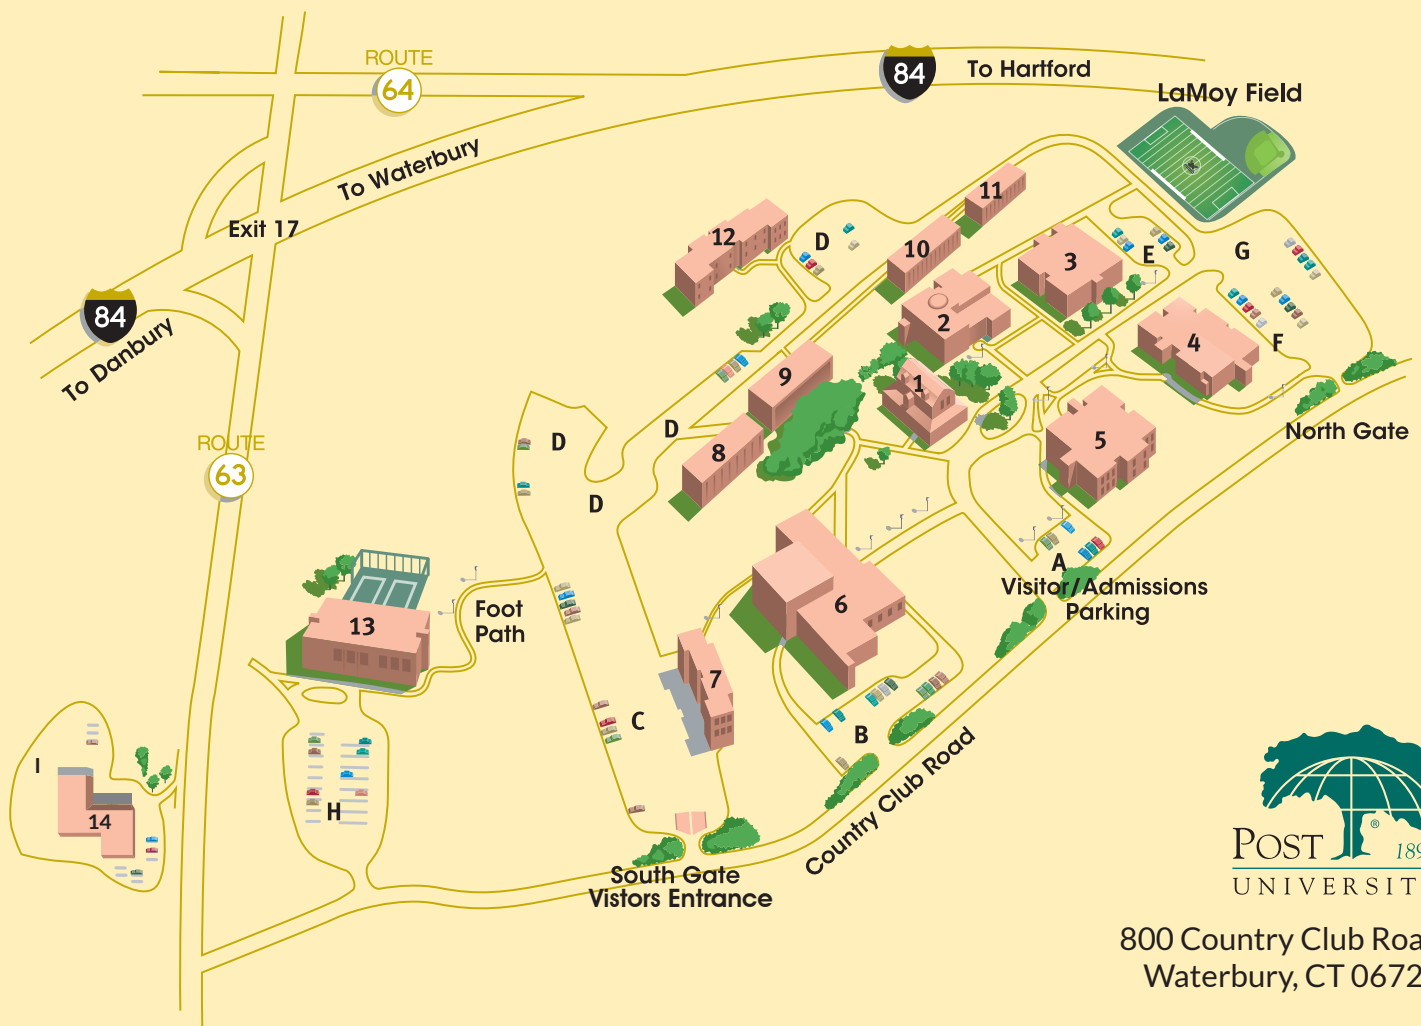 ROUTE
64
84
To Hartford
LaMoy Field
To Waterbury
Exit 17
84
To Danbury
ROUTE
63
11
12
D
10
3
E
G
2
4
F
9
1
D
D
8
5
North Gate
D
A
Visitor/Admissions
Parking
6
Foot
Path
13
7
C
B
Country Club Road
I
14
H
South Gate
Vistors Entrance
POST ®
189
UNIVERSIT
800 Country Club Roa
Waterbury, CT 0672